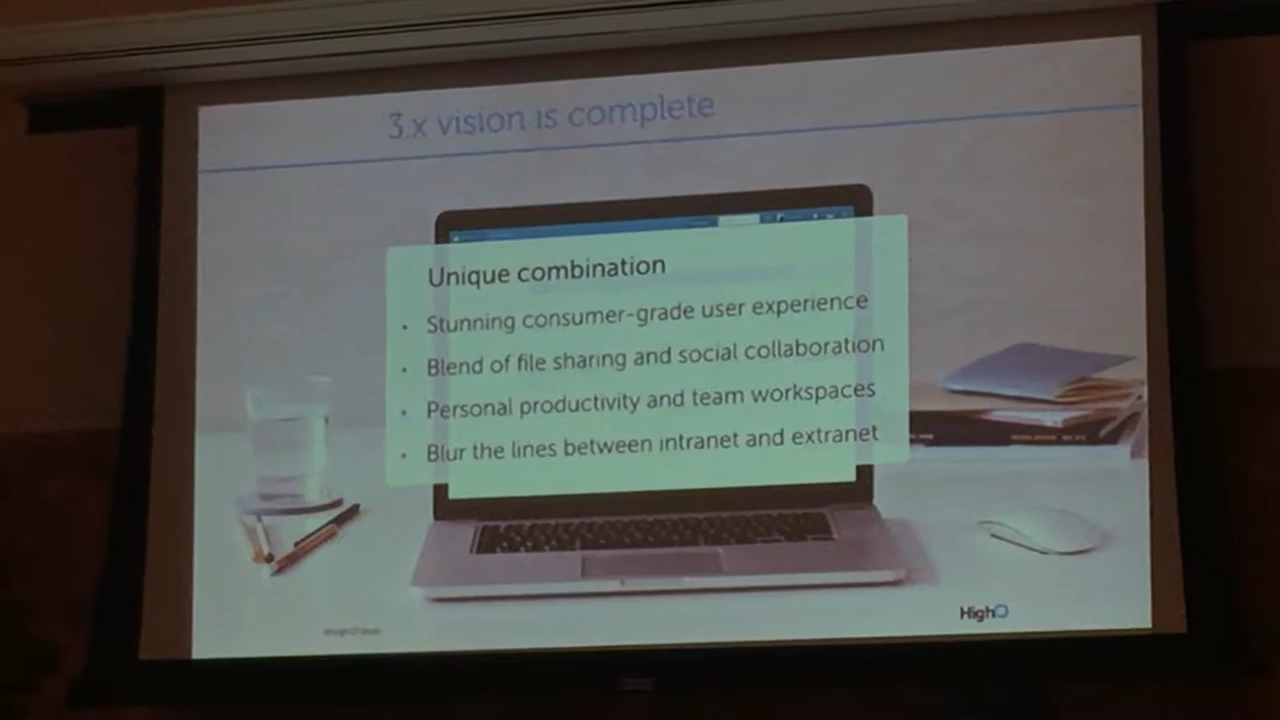 3.x vision is complete
Unique combination
• Stunning consumer-grade user experience
• Blend of file sharing and social collaboration
• Personal productivity and team workspaces
• Blur the lines between intranet and extranet
HighQ